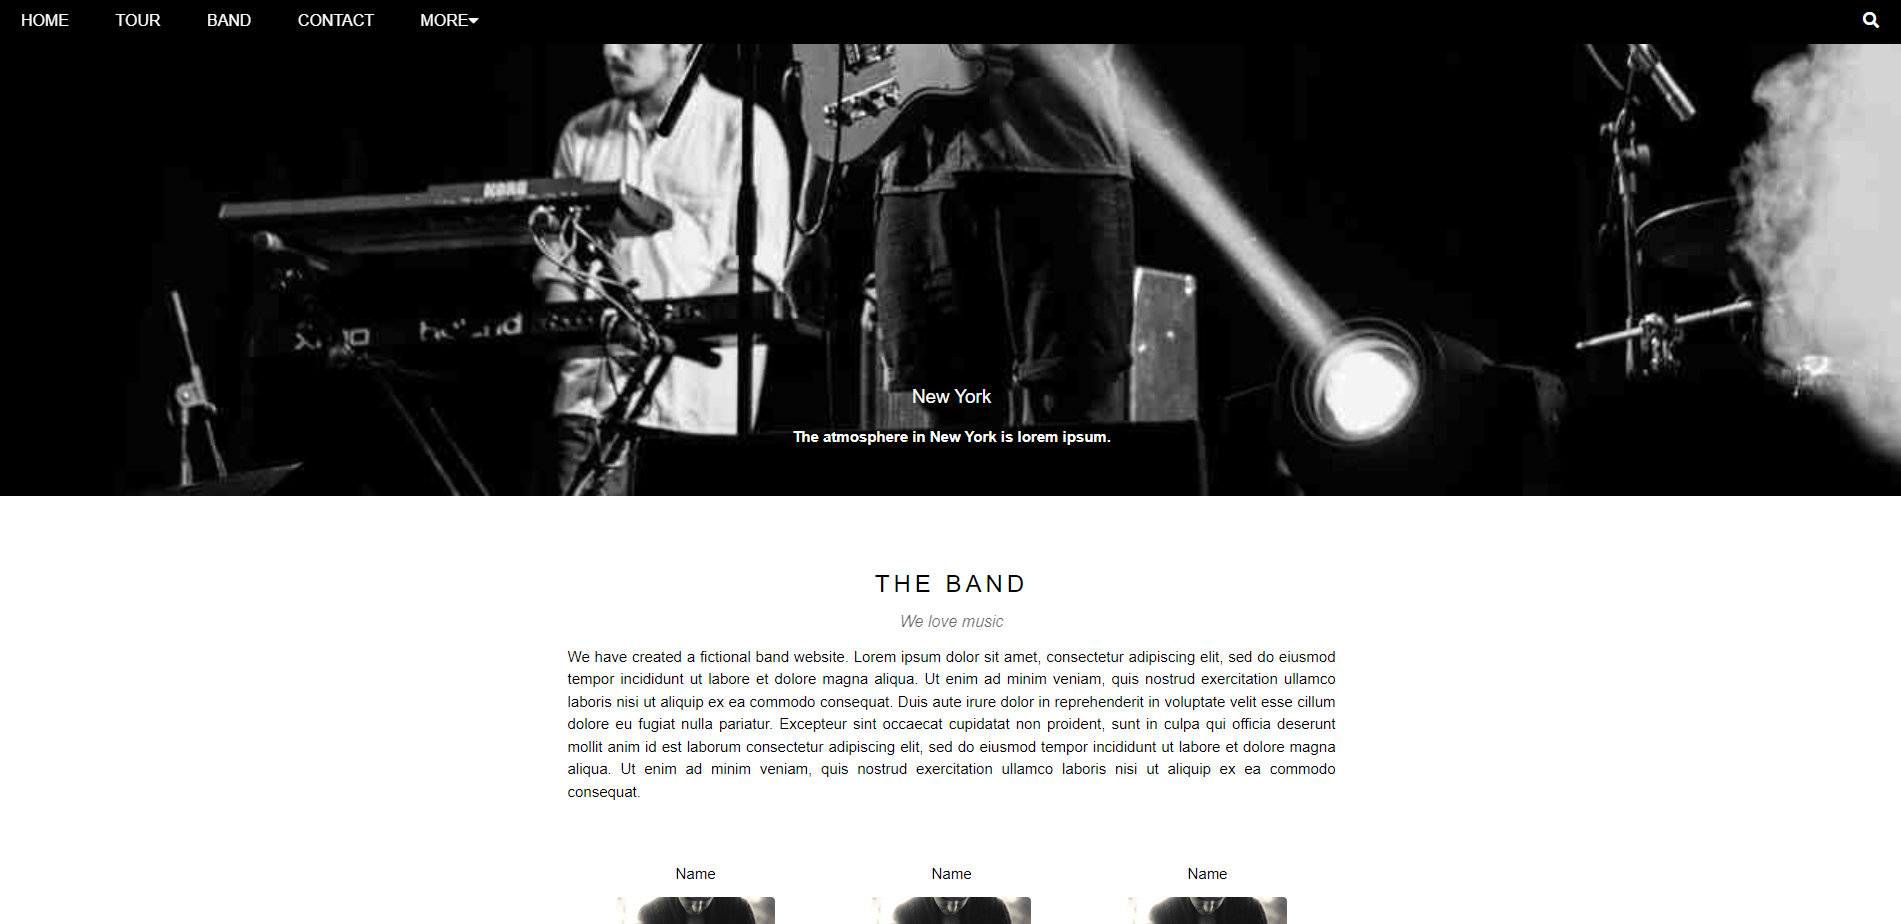 HOME TOUR BAND CONTACT MORE
KORG
New York
The atmosphere in New York is lorem ipsum.
THE BAND
We love music
We have created a fictional band website. Lorem ipsum dolor sit amet, consectetur adipiscing elit, sed do eiusmod
tempor incididunt ut labore et dolore magna aliqua. Ut enim ad minim veniam, quis nostrud exercitation ullamco
laboris nisi ut aliquip ex ea commodo consequat. Duis aute irure dolor in reprehenderit in voluptate velit esse cillum
dolore eu fugiat nulla pariatur. Excepteur sint occaecat cupidatat non proident, sunt in culpa qui officia deserunt
mollit anim id est laborum consectetur adipiscing elit, sed do eiusmod tempor incididunt ut labore et dolore magna
aliqua. Ut enim ad minim veniam, quis nostrud exercitation ullamco laboris nisi ut aliquip ex ea commodo
consequat.
Name Name Name